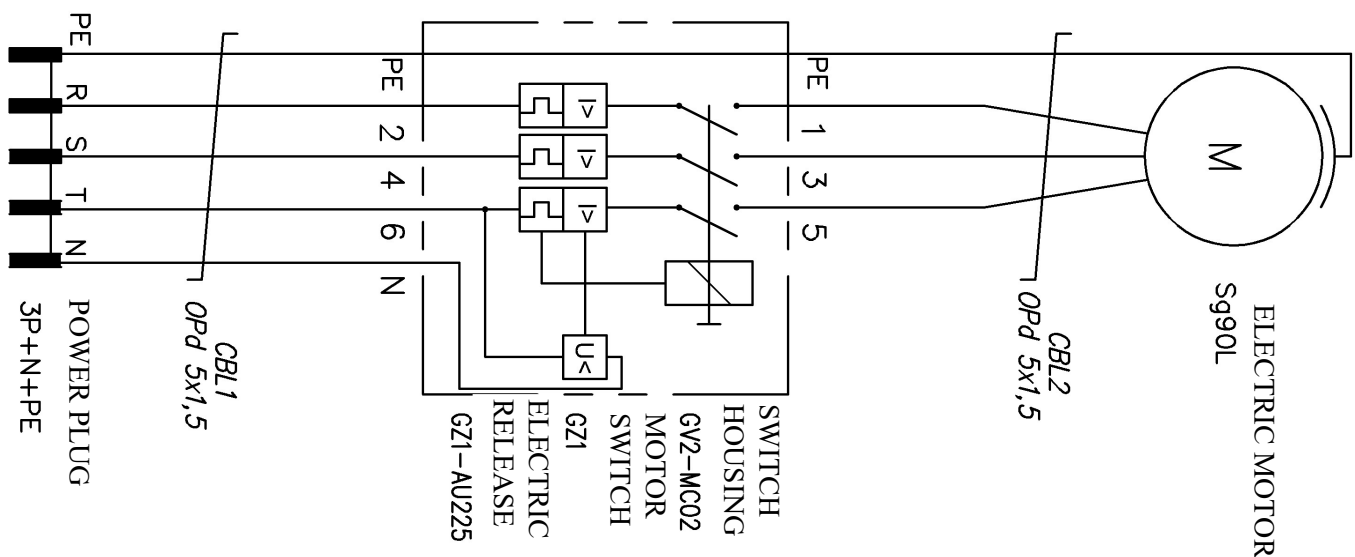 PE
R
S
T
N
POWER PLUG
3P+N+PE
CBL1
OPd 5x1,5
PE
2
4
6
N
I>
I>
I>
U<
PE
1
3
5
SWITCH
HOUSING
GV2-MC02
MOTOR
SWITCH
GZ1
ELECTRIC
RELEASE
GZ1-AU225
CBL2
OPd 5x1,5
M
ELECTRIC MOTOR
Sg90L